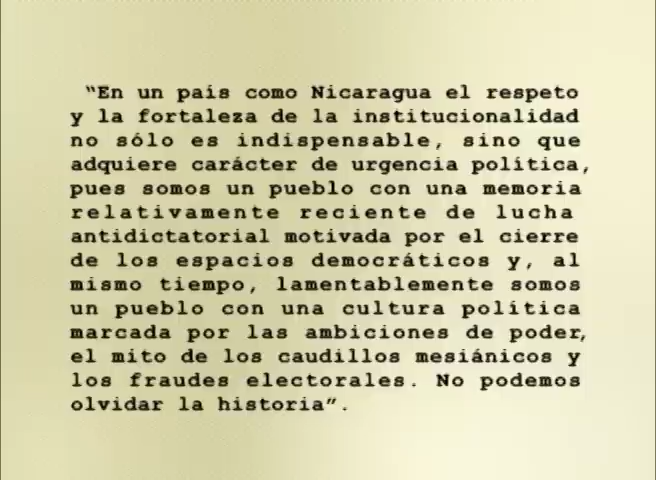 “En un país como Nicaragua el respeto
y la fortaleza de la institucionalidad
no sólo es indispensable, sino que
adquiere carácter de urgencia política,
pues somos un pueblo con una memoria
relativamente reciente de lucha
antidictatorial motivada por el cierre
de los espacios democráticos y, al
mismo tiempo, lamentablemente somos
un pueblo con una cultura política
marcada por las ambiciones de poder,
el mito de los caudillos mesiánicos y
los fraudes electorales. No podemos
olvidar la historia”.